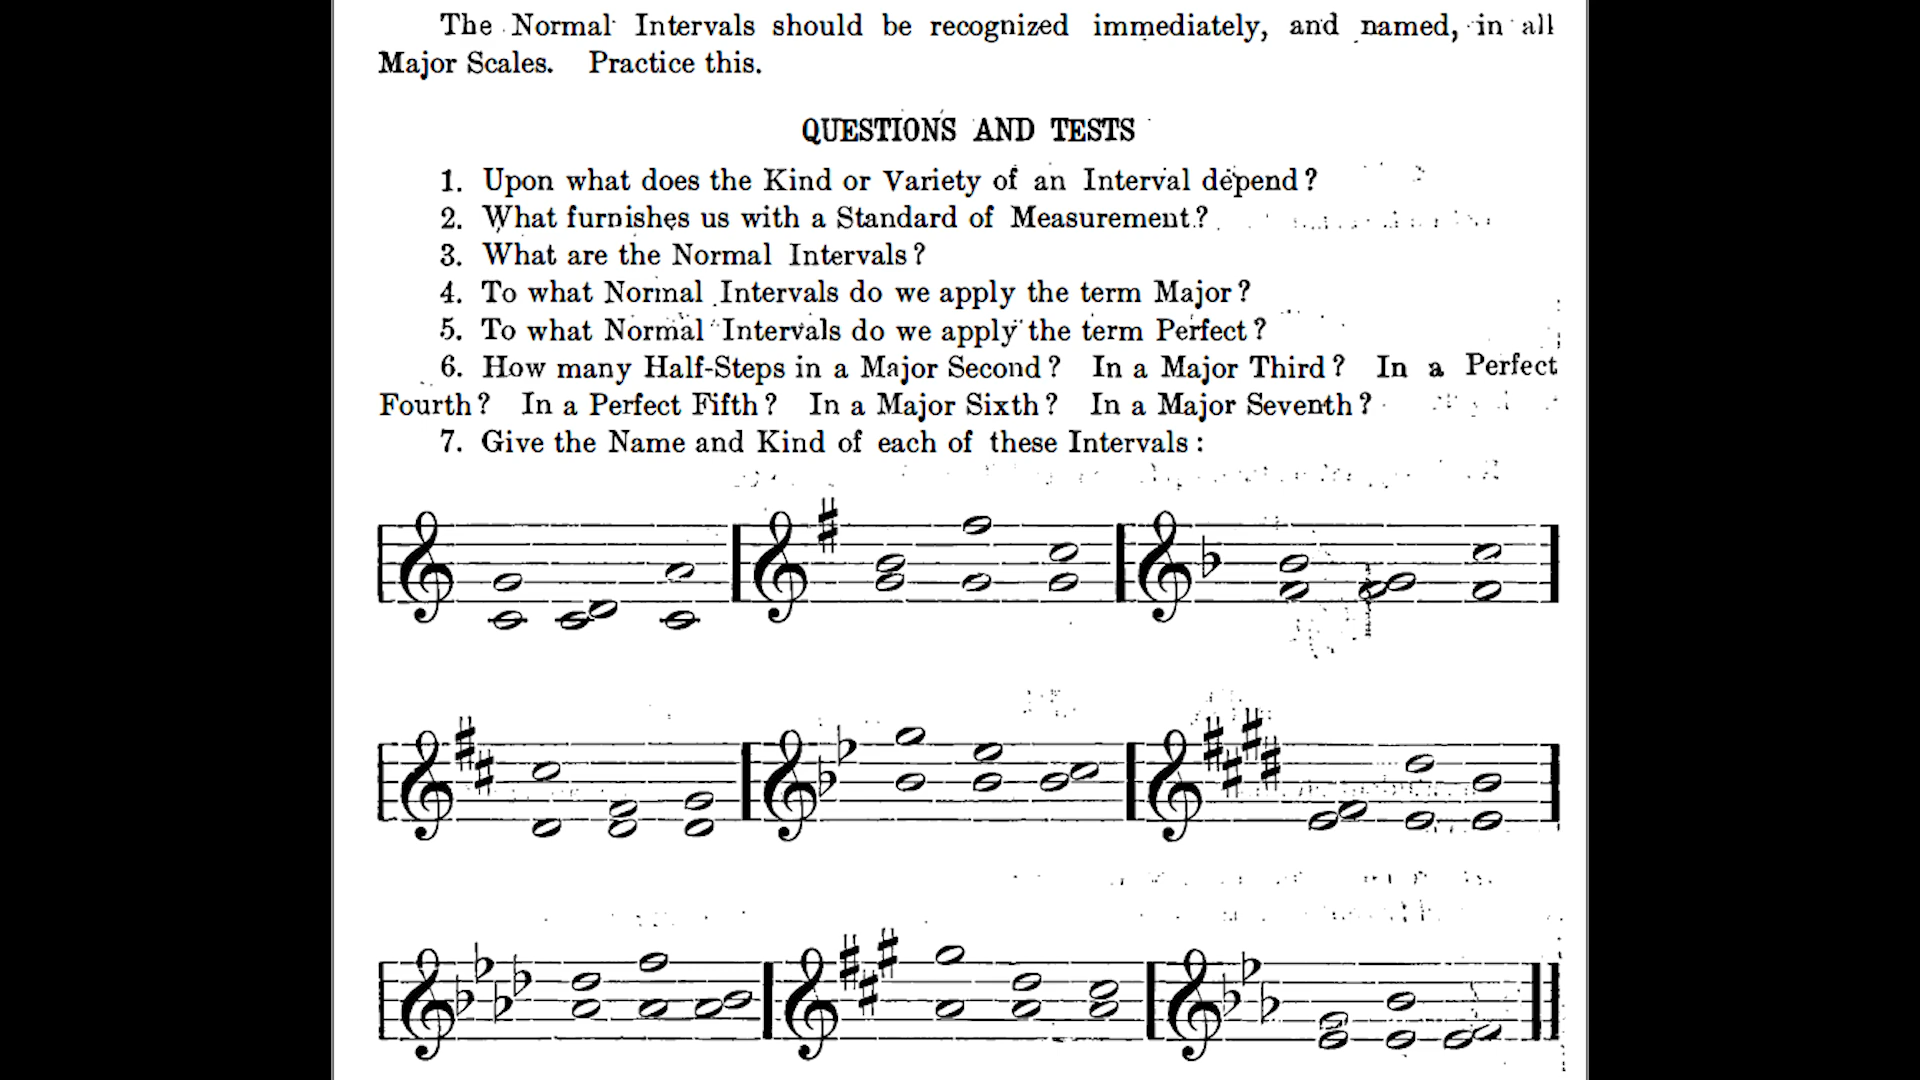 The Normal Intervals should be recognized immediately, and named, in all
Major Scales. Practice this.
QUESTIONS AND TESTS
1. Upon what does the Kind or Variety of an Interval depend?
2. What furnishes us with a Standard of Measurement?
3. What are the Normal Intervals?
4. To what Normal Intervals do we apply the term Major?
5. To what Normal Intervals do we apply the term Perfect?
6. How many Half-Steps in a Major Second? In a Major Third? In a Perfect
Fourth? In a Perfect Fifth? In a Major Sixth? In a Major Seventh?
7. Give the Name and Kind of each of these Intervals: